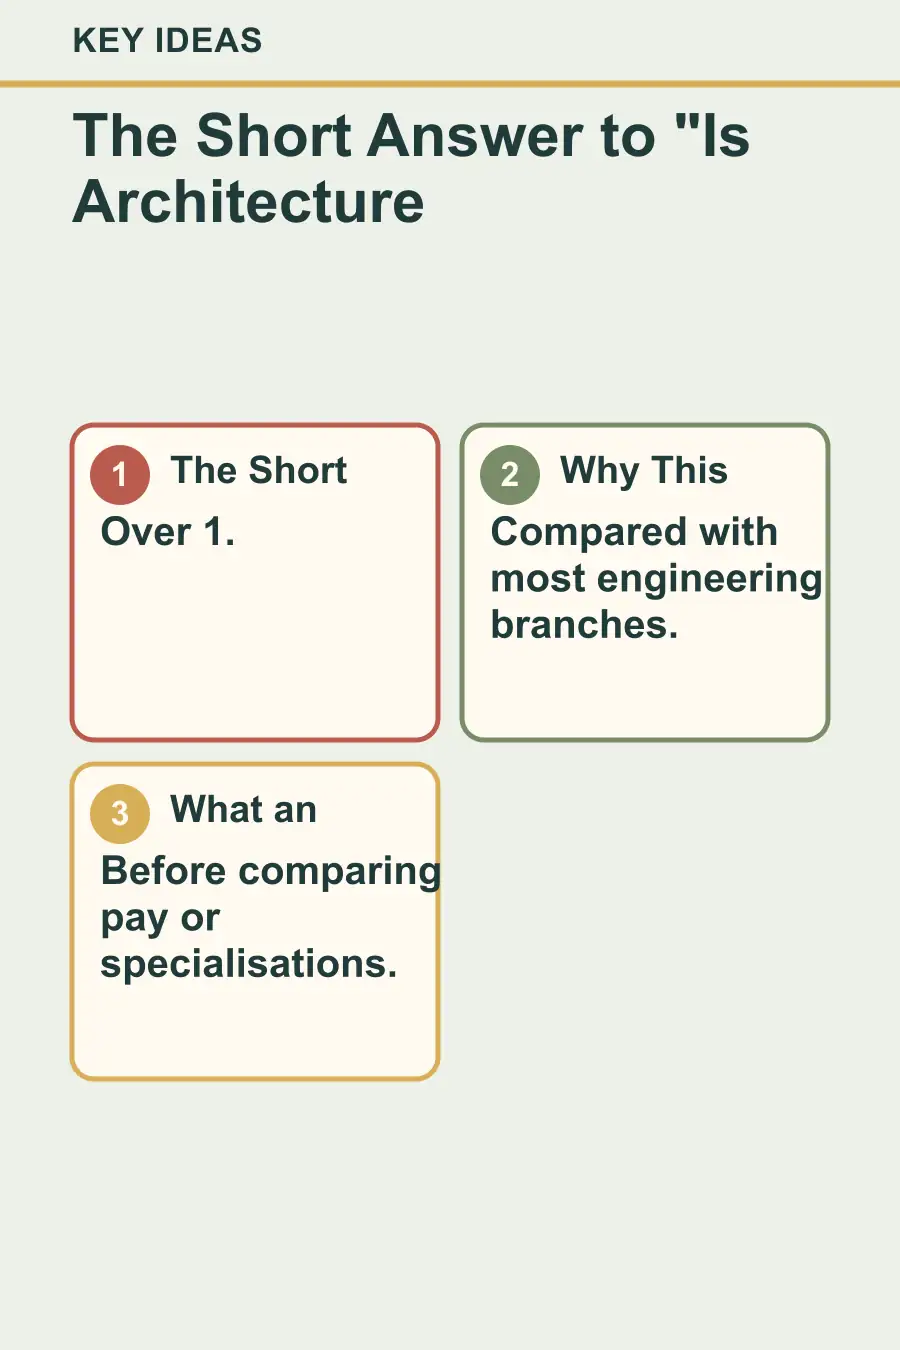 KEY IDEAS
The Short Answer to "Is
Architecture
1 The Short
Over 1.
2 Why This
Compared with
most engineering
branches.
3 What an
Before comparing
pay or
specialisations.